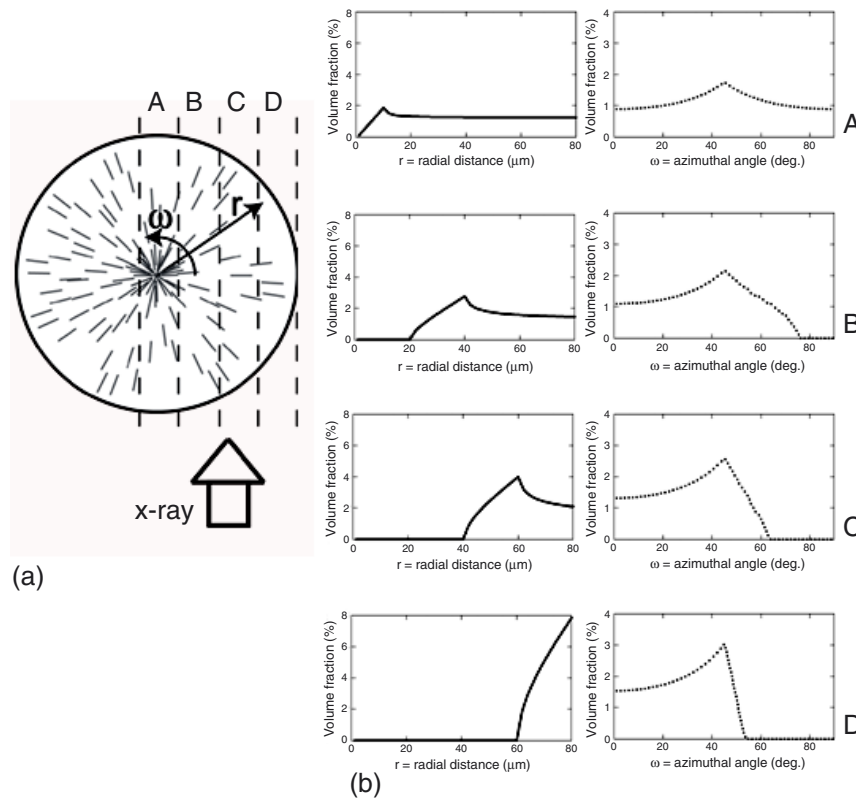 A B C D
ω
r
x-ray
(a)
Volume fraction (%)
8
6
4
2
0
0 20 40 60 80
r = radial distance (μm)
Volume fraction (%)
4
3
2
1
0
0 20 40 60 80
ω = azimuthal angle (deg.)
A
Volume fraction (%)
8
6
4
2
0
0 20 40 60 80
r = radial distance (μm)
Volume fraction (%)
4
3
2
1
0
0 20 40 60 80
ω = azimuthal angle (deg.)
B
Volume fraction (%)
8
6
4
2
0
0 20 40 60 80
r = radial distance (μm)
Volume fraction (%)
4
3
2
1
0
0 20 40 60 80
ω = azimuthal angle (deg.)
C
Volume fraction (%)
8
6
4
2
0
0 20 40 60 80
r = radial distance (μm)
Volume fraction (%)
4
3
2
1
0
0 20 40 60 80
ω = azimuthal angle (deg.)
D
(b)